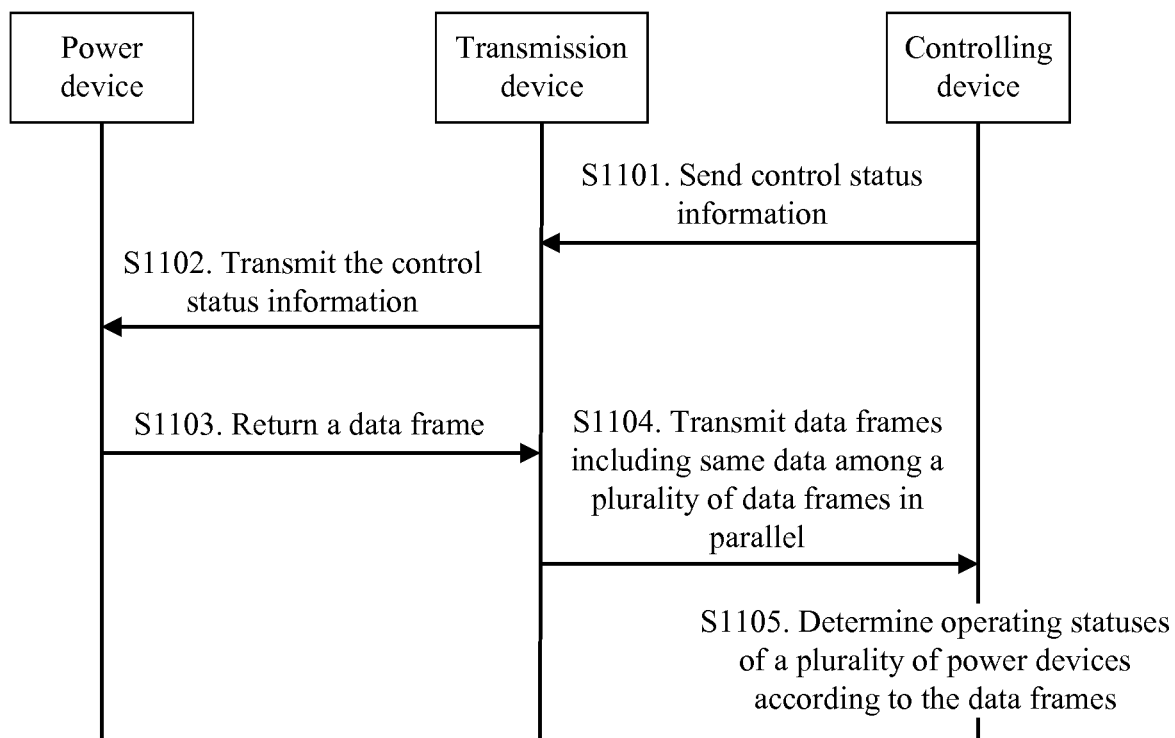 Power
device
Transmission
device
Controlling
device
S1101. Send control status
information
S1102. Transmit the control
status information
S1103. Return a data frame
S1104. Transmit data frames
including same data among a
plurality of data frames in
parallel
S1105. Determine operating statuses
of a plurality of power devices
according to the data frames